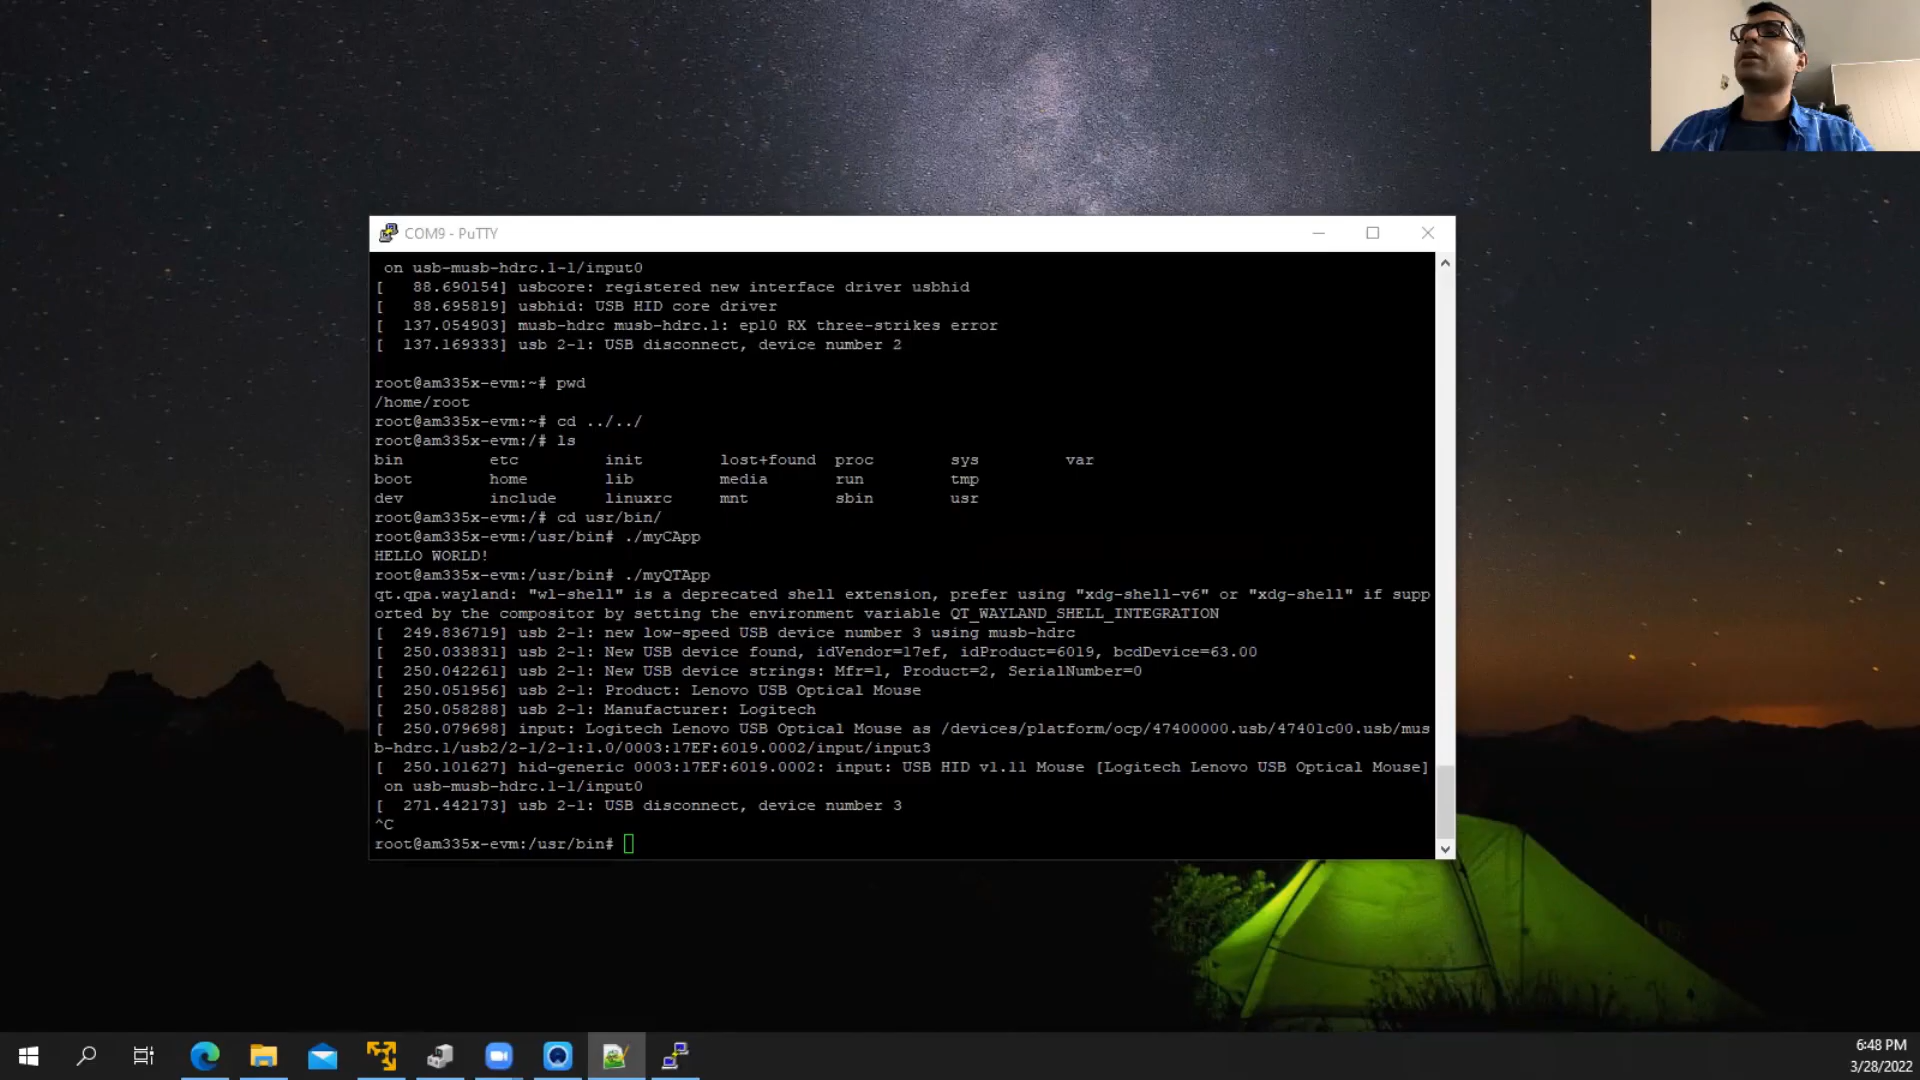 COM9 - PuTTY
on usb-musb-hdrc.1-1/input0
[   88.690154] usbcore: registered new interface driver usbhid
[   88.695819] usbhid: USB HID core driver
[  137.054903] musb-hdrc musb-hdrc.1: ep10 RX three-strikes error
[  137.169333] usb 2-1: USB disconnect, device number 2
root@am335x-evm:~# pwd
/home/root
root@am335x-evm:~# cd ../../
root@am335x-evm:/# ls
bin         etc         init        lost+found  proc        sys         var
boot        home        lib         media       run         tmp
dev         include     linuxrc     mnt         sbin        usr
root@am335x-evm:/# cd usr/bin/
root@am335x-evm:/usr/bin# ./myCApp
HELLO WORLD!
root@am335x-evm:/usr/bin# ./myQTApp
qt.qpa.wayland: "wl-shell" is a deprecated shell extension, prefer using "xdg-shell-v6" or "xdg-shell" if supp
orted by the compositor by setting the environment variable QT_WAYLAND_SHELL_INTEGRATION
[  249.836719] usb 2-1: new low-speed USB device number 3 using musb-hdrc
[  250.033831] usb 2-1: New USB device found, idVendor=17ef, idProduct=6019, bcdDevice=63.00
[  250.042261] usb 2-1: New USB device strings: Mfr=1, Product=2, SerialNumber=0
[  250.051956] usb 2-1: Product: Lenovo USB Optical Mouse
[  250.058288] usb 2-1: Manufacturer: Logitech
[  250.079698] input: Logitech Lenovo USB Optical Mouse as /devices/platform/ocp/47400000.usb/47401c00.usb/mus
b-hdrc.1/usb2/2-1/2-1:1.0/0003:17EF:6019.0002/input/input3
[  250.101627] hid-generic 0003:17EF:6019.0002: input: USB HID v1.11 Mouse [Logitech Lenovo USB Optical Mouse]
on usb-musb-hdrc.1-1/input0
[  271.442173] usb 2-1: USB disconnect, device number 3
^C
root@am335x-evm:/usr/bin#
6:48 PM
3/28/2022